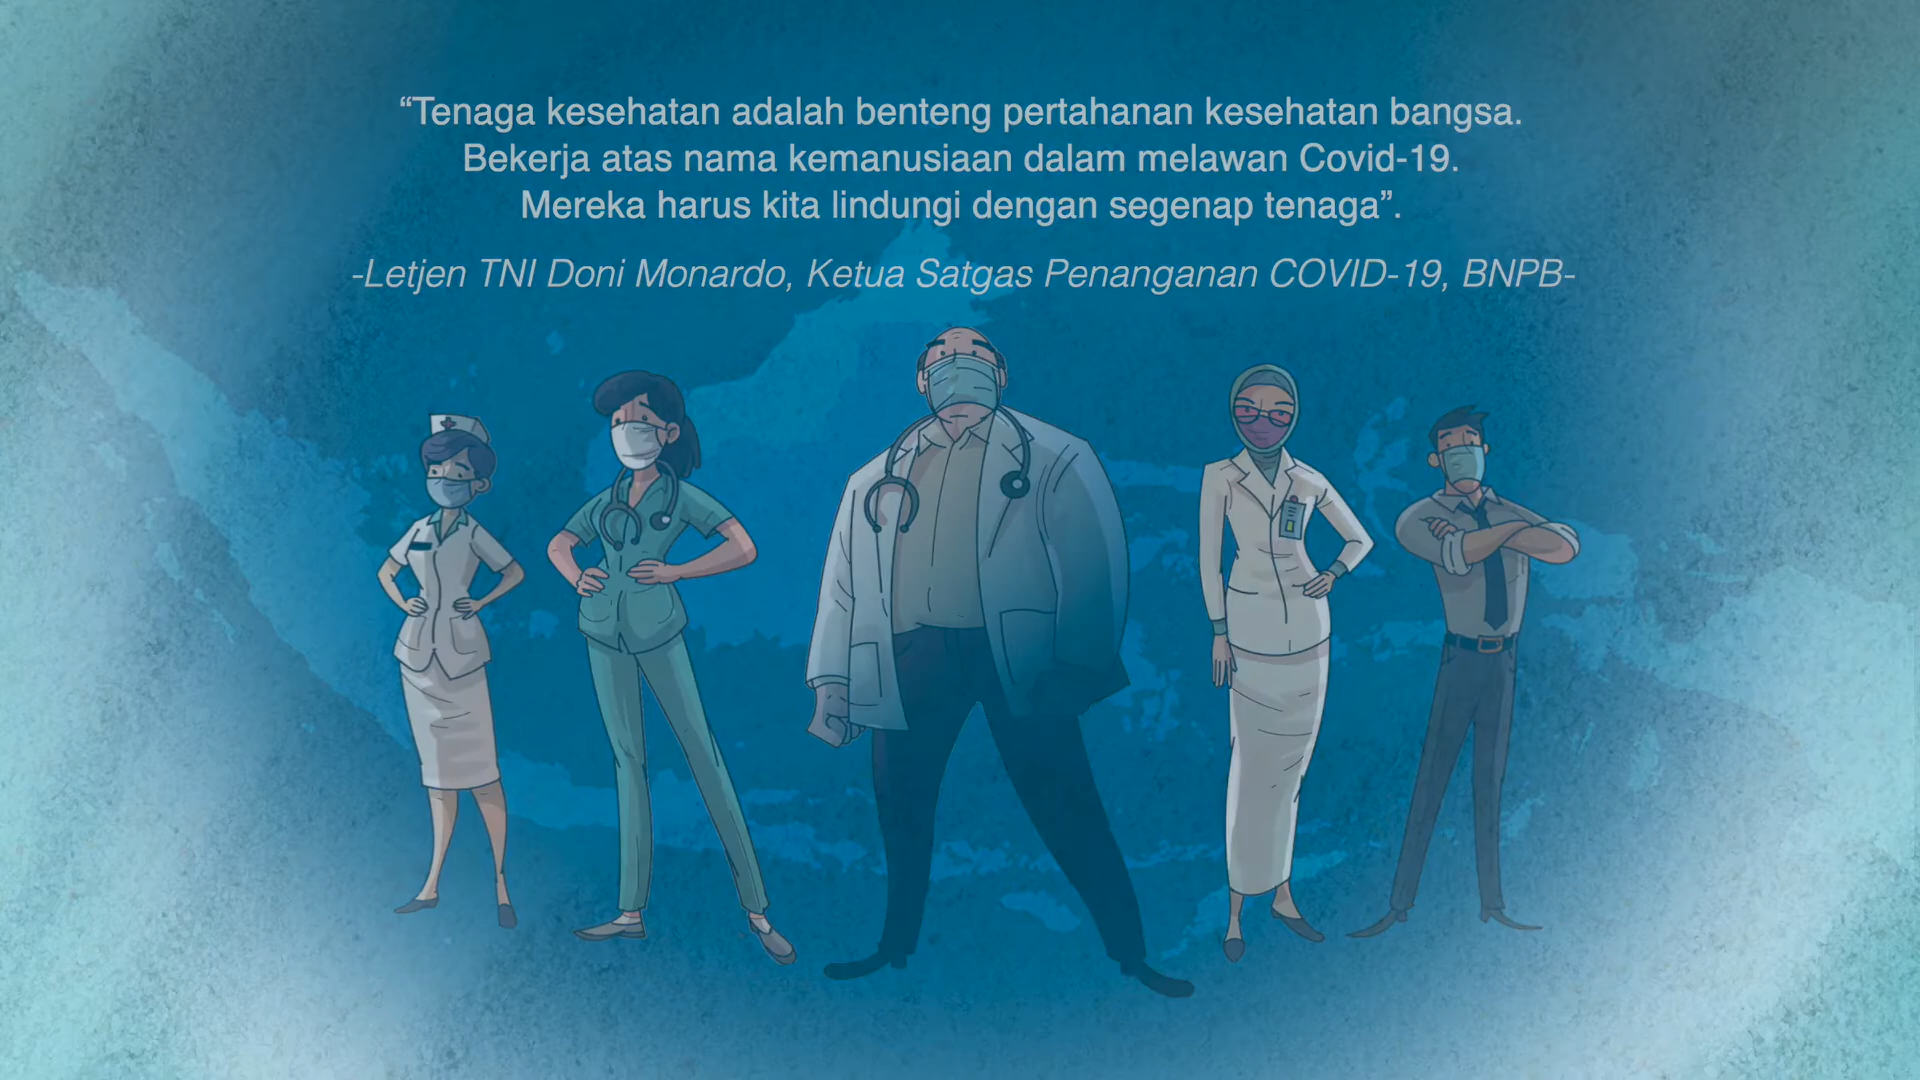 “Tenaga kesehatan adalah benteng pertahanan kesehatan bangsa.
Bekerja atas nama kemanusiaan dalam melawan Covid-19.
Mereka harus kita lindungi dengan segenap tenaga”.
-Letjen TNI Doni Monardo, Ketua Satgas Penanganan COVID-19, BNPB-